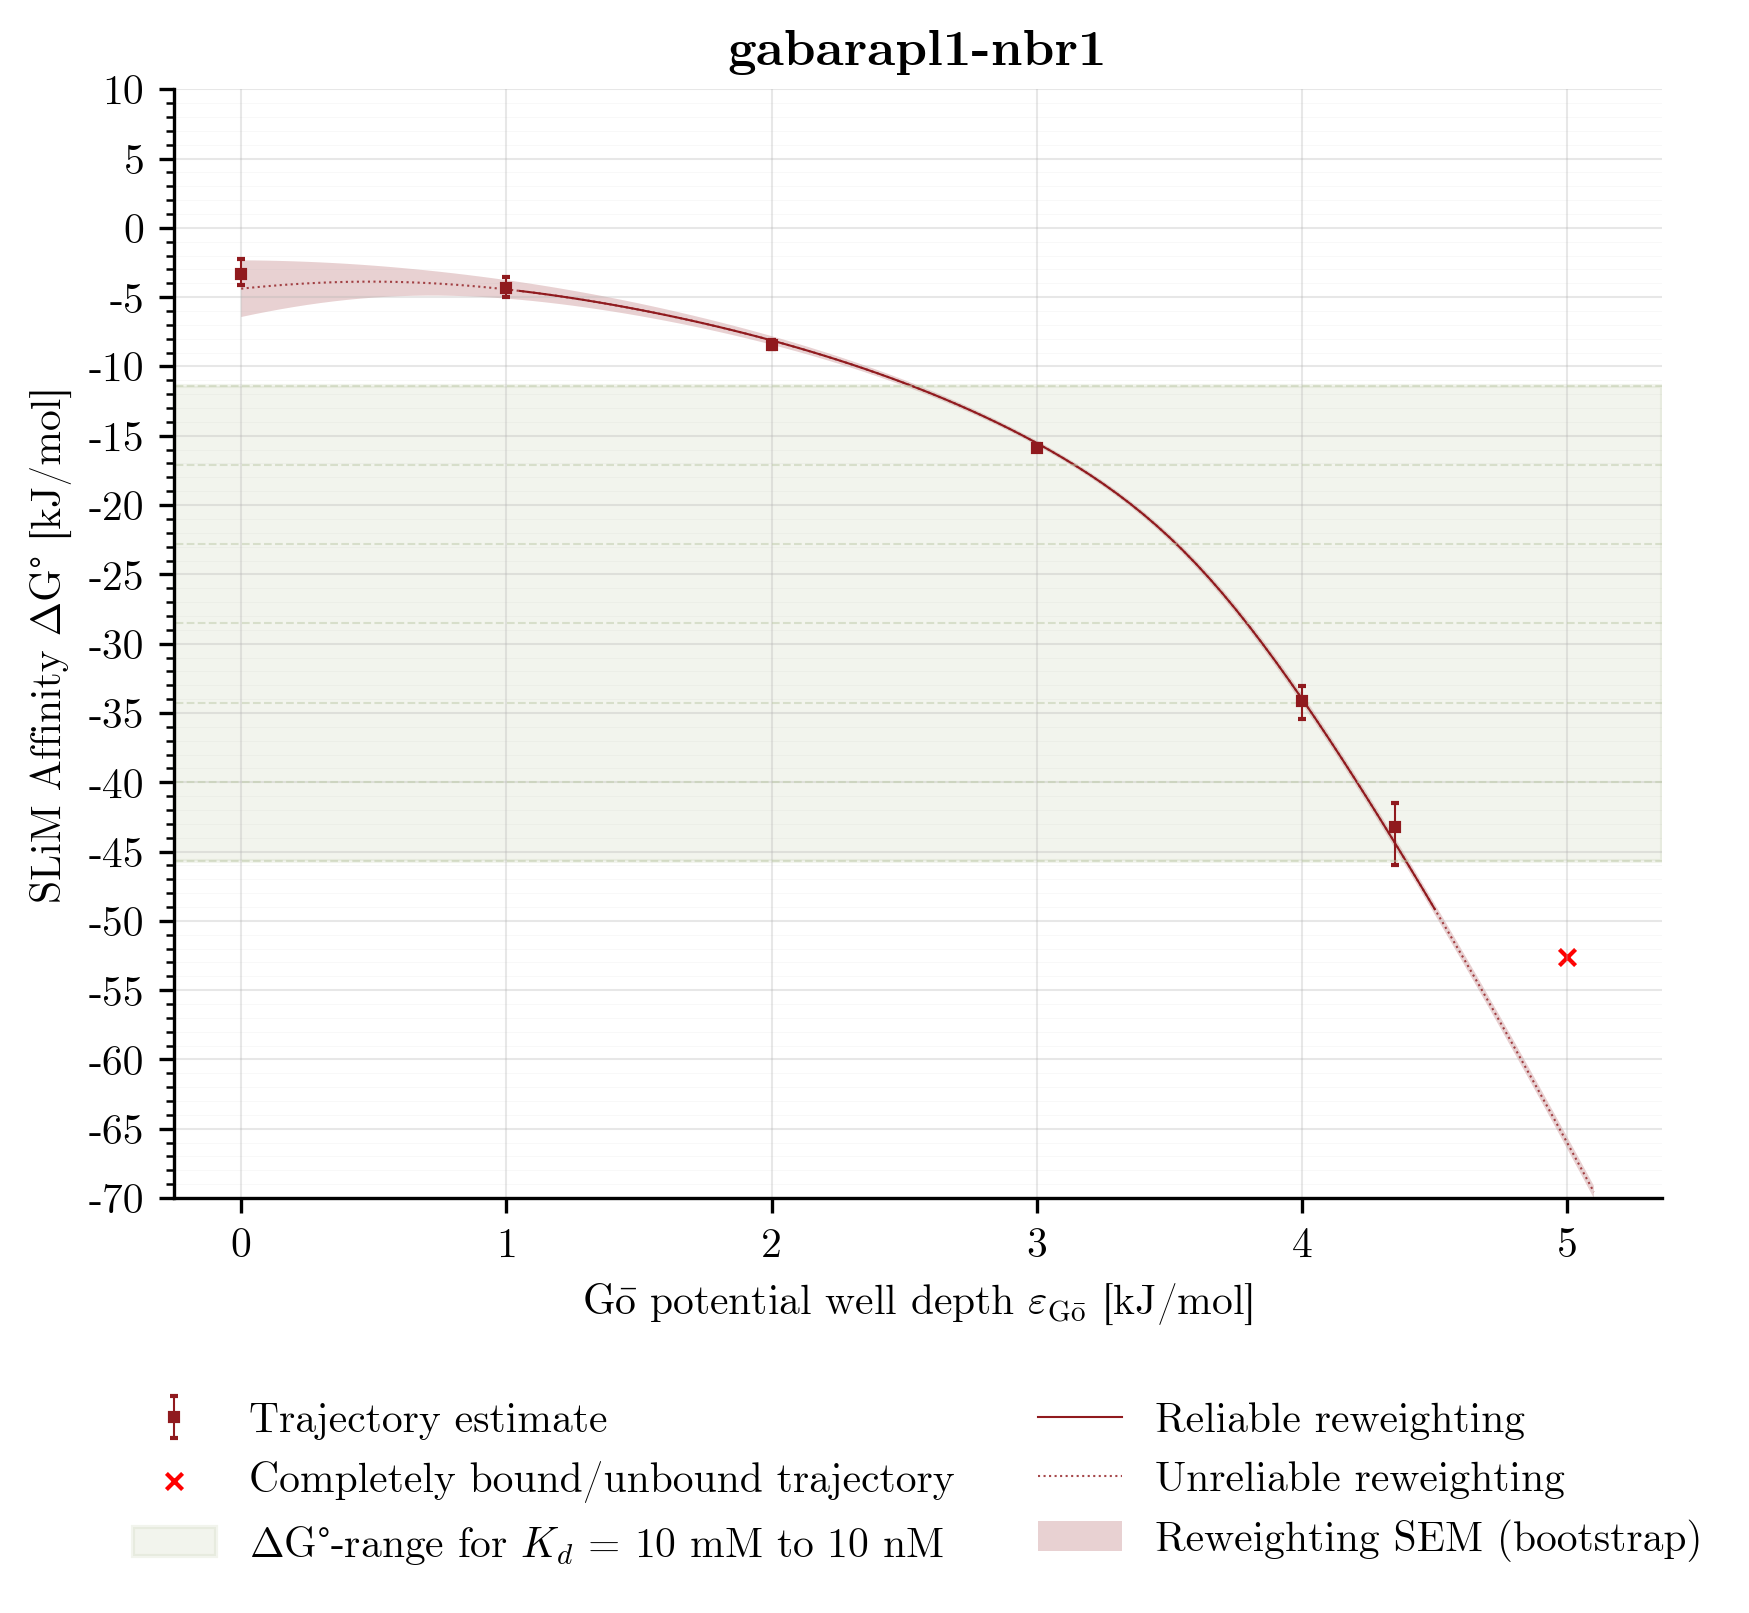 gabarapl1-nbr1
10
5
0
-5
-10
-15
-20
-25
-30
-35
-40
-45
-50
-55
-60
-65
-70
SLiM Affinity ΔG° [kJ/mol]
0 1 2 3 4 5
Gō potential well depth ε_Gō [kJ/mol]
Trajectory estimate
Completely bound/unbound trajectory
ΔG°-range for K_d = 10 mM to 10 nM
Reliable reweighting
Unreliable reweighting
Reweighting SEM (bootstrap)